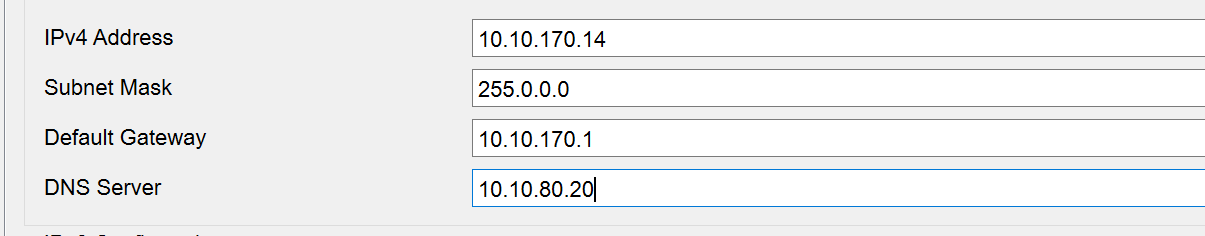 IPv4 Address 10.10.170.14
Subnet Mask 255.0.0.0
Default Gateway 10.10.170.1
DNS Server 10.10.80.20